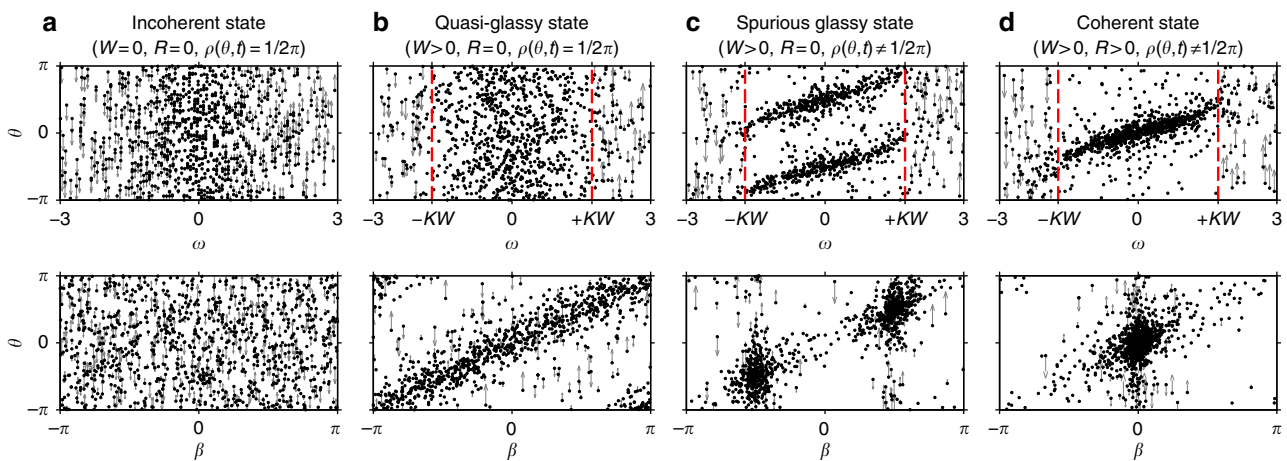 a Incoherent state
(W=0, R=0, ρ(θ,t)=1/2π)
b Quasi-glassy state
(W>0, R=0, ρ(θ,t)=1/2π)
c Spurious glassy state
(W>0, R=0, ρ(θ,t)≠1/2π)
d Coherent state
(W>0, R>0, ρ(θ,t)≠1/2π)
π
θ
0
−π
−3 0 3
ω
−3 −KW 0 +KW 3
ω
−3 −KW 0 +KW 3
ω
−3 −KW 0 +KW 3
ω
π
θ
0
−π
−π 0 π
β
−π 0 π
β
−π 0 π
β
−π 0 π
β